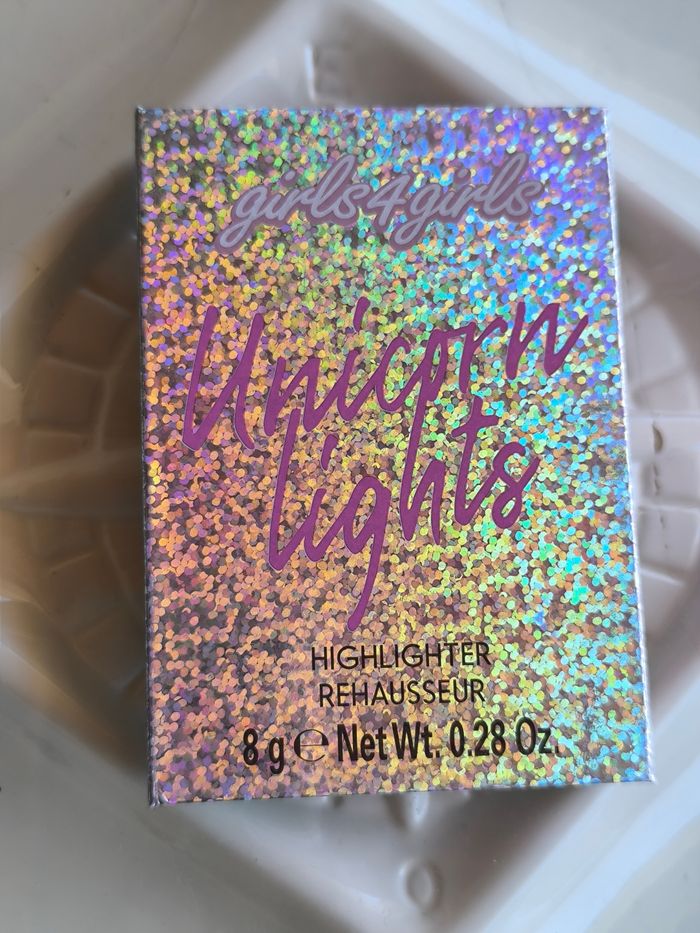 girls4girls
Unicorn
lights
HIGHLIGHTER
REHAUSSEUR
8 g ℮ Net Wt. 0.28 Oz.